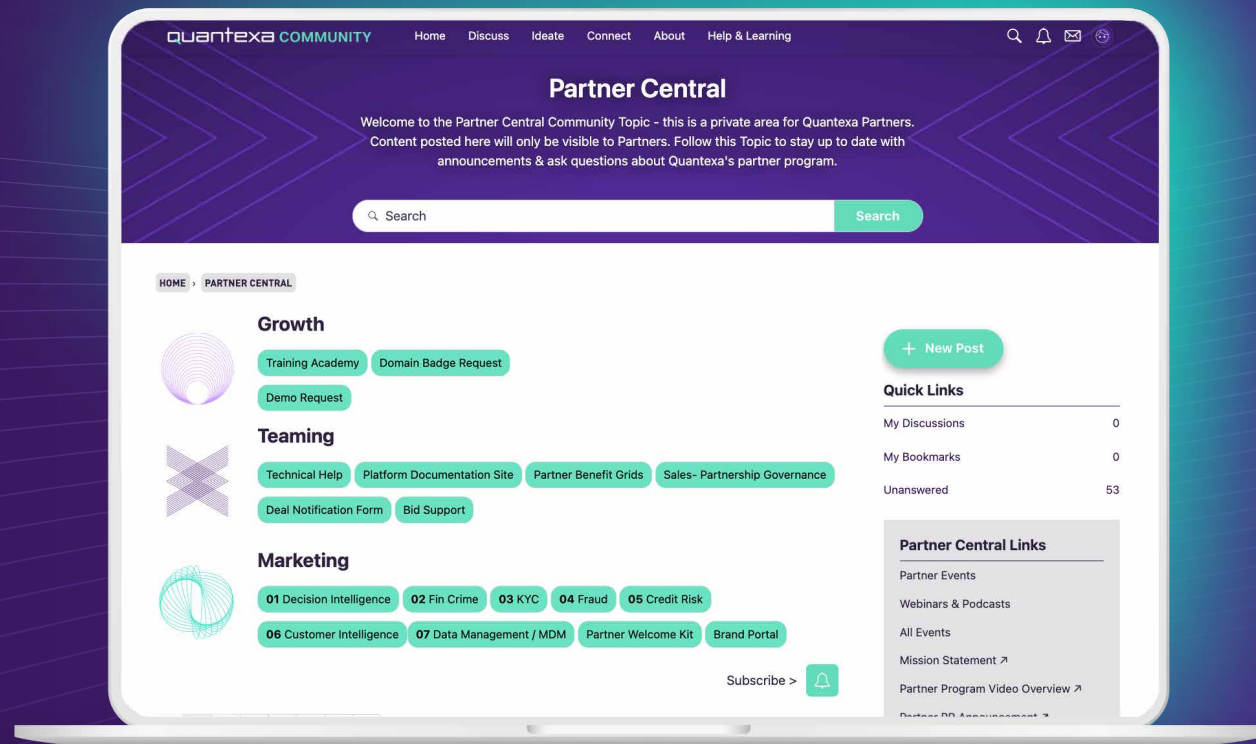 quantexa COMMUNITY Home Discuss Ideate Connect About Help & Learning
Partner Central
Welcome to the Partner Central Community Topic - this is a private area for Quantexa Partners.
Content posted here will only be visible to Partners. Follow this Topic to stay up to date with
announcements & ask questions about Quantexa's partner program.
Search Search
HOME › PARTNER CENTRAL
Growth
Training Academy Domain Badge Request
Demo Request
Teaming
Technical Help Platform Documentation Site Partner Benefit Grids Sales- Partnership Governance
Deal Notification Form Bid Support
Marketing
01 Decision Intelligence 02 Fin Crime 03 KYC 04 Fraud 05 Credit Risk
06 Customer Intelligence 07 Data Management / MDM Partner Welcome Kit Brand Portal
Subscribe >
+ New Post
Quick Links
My Discussions 0
My Bookmarks 0
Unanswered 53
Partner Central Links
Partner Events
Webinars & Podcasts
All Events
Mission Statement ↗
Partner Program Video Overview ↗
Partner PR Announcement ↗